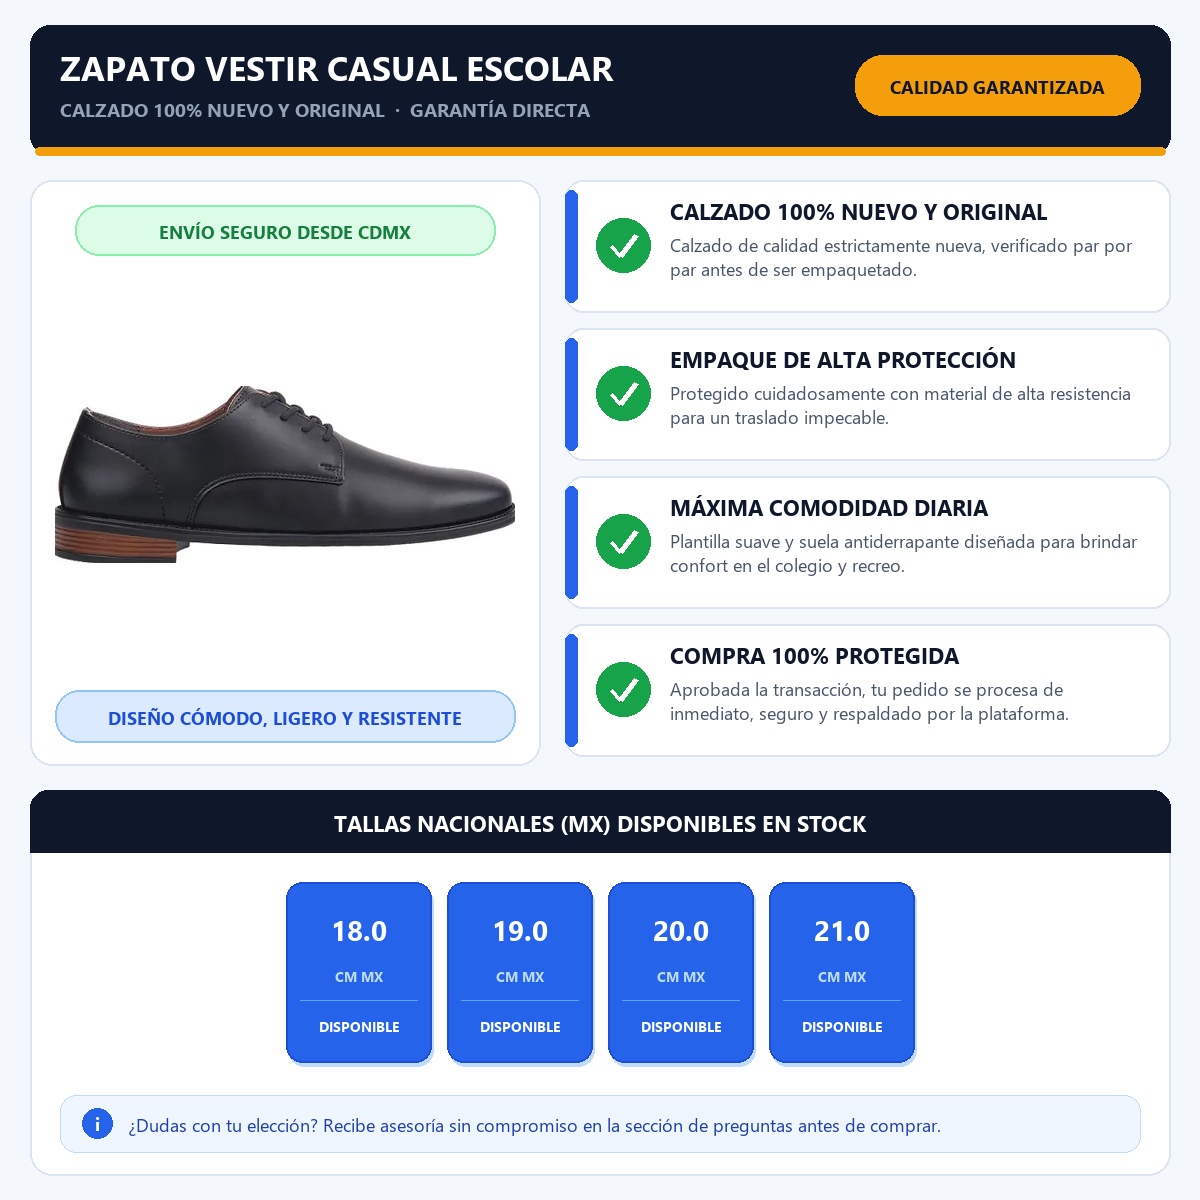 ZAPATO VESTIR CASUAL ESCOLAR
CALZADO 100% NUEVO Y ORIGINAL · GARANTÍA DIRECTA
CALIDAD GARANTIZADA
ENVÍO SEGURO DESDE CDMX
DISEÑO CÓMODO, LIGERO Y RESISTENTE
CALZADO 100% NUEVO Y ORIGINAL
Calzado de calidad estrictamente nueva, verificado par por
par antes de ser empaquetado.
EMPAQUE DE ALTA PROTECCIÓN
Protegido cuidadosamente con material de alta resistencia
para un traslado impecable.
MÁXIMA COMODIDAD DIARIA
Plantilla suave y suela antiderrapante diseñada para brindar
confort en el colegio y recreo.
COMPRA 100% PROTEGIDA
Aprobada la transacción, tu pedido se procesa de
inmediato, seguro y respaldado por la plataforma.
TALLAS NACIONALES (MX) DISPONIBLES EN STOCK
18.0
CM MX
DISPONIBLE
19.0
CM MX
DISPONIBLE
20.0
CM MX
DISPONIBLE
21.0
CM MX
DISPONIBLE
i
¿Dudas con tu elección? Recibe asesoría sin compromiso en la sección de preguntas antes de comprar.